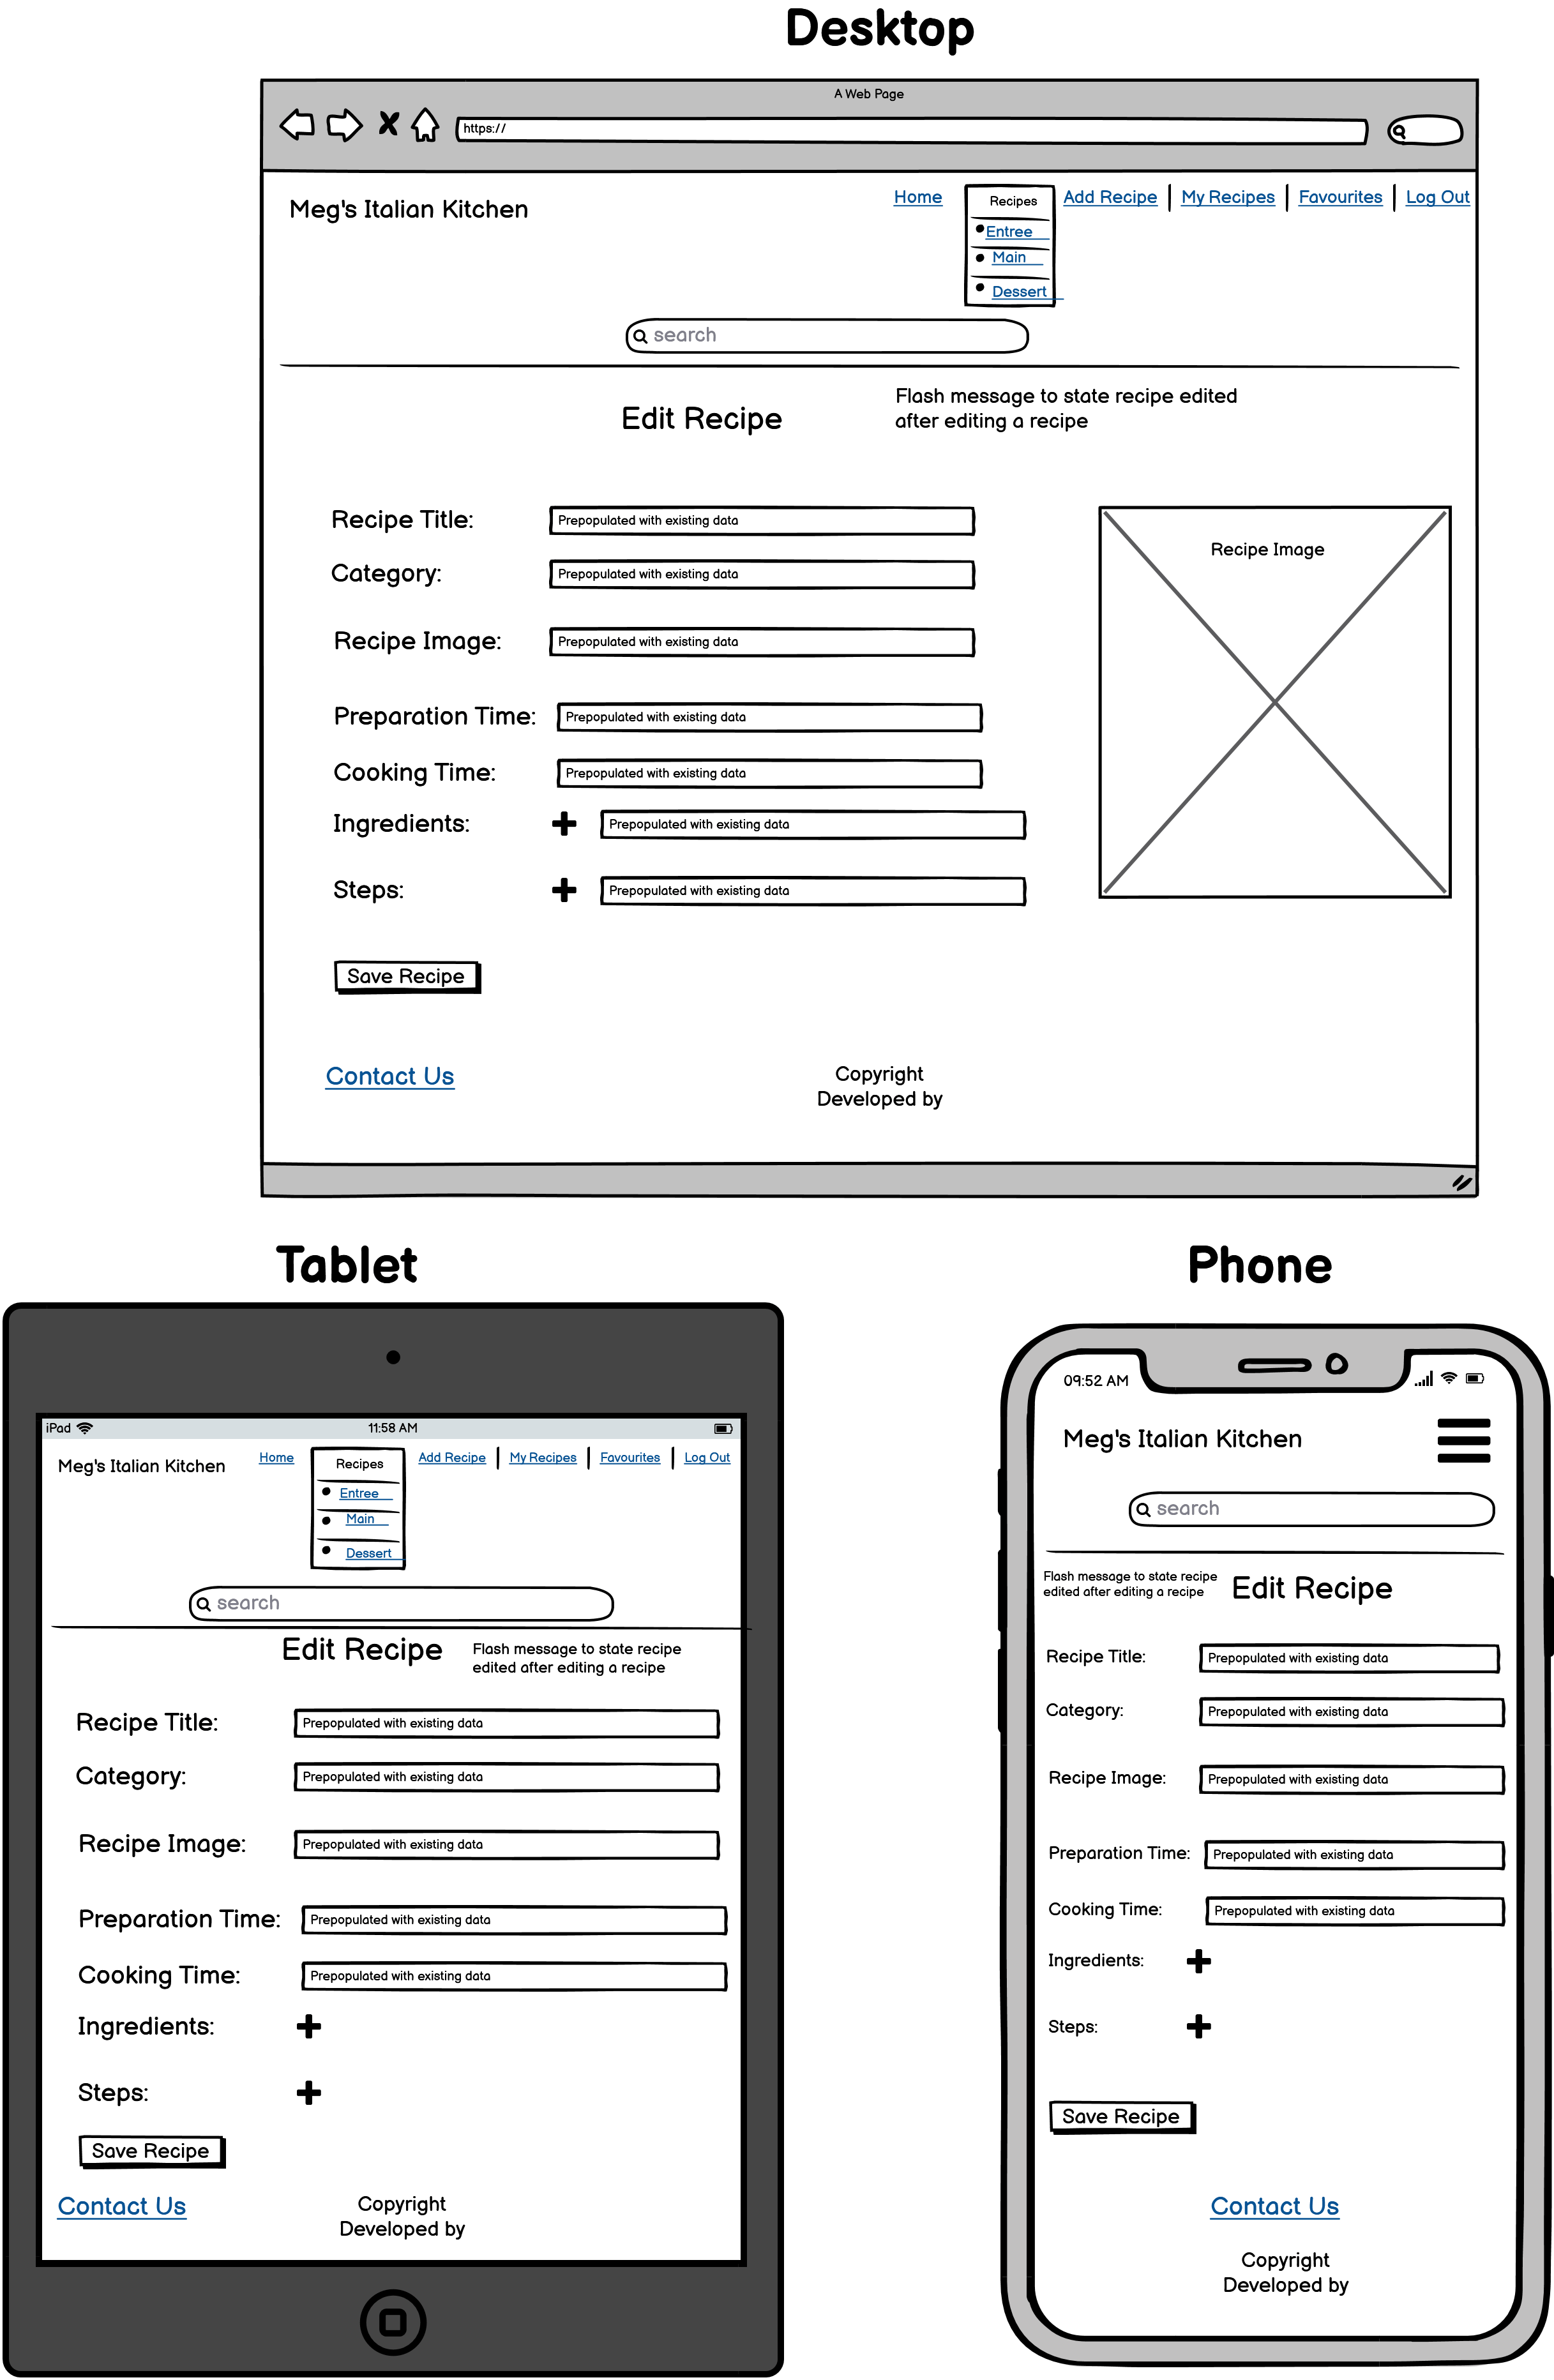 Desktop
A Web Page
https://
Meg's Italian Kitchen
Home
Recipes
Add Recipe
My Recipes
Favourites
Log Out
Entree
Main
Dessert
search
Edit Recipe
Flash message to state recipe edited
after editing a recipe
Recipe Title:
Prepopulated with existing data
Category:
Prepopulated with existing data
Recipe Image:
Prepopulated with existing data
Preparation Time:
Prepopulated with existing data
Cooking Time:
Prepopulated with existing data
Ingredients:
Prepopulated with existing data
Steps:
Prepopulated with existing data
Recipe Image
Save Recipe
Contact Us
Copyright
Developed by
Tablet
iPad
11:58 AM
Meg's Italian Kitchen
Home
Recipes
Add Recipe
My Recipes
Favourites
Log Out
Entree
Main
Dessert
search
Edit Recipe
Flash message to state recipe
edited after editing a recipe
Recipe Title:
Prepopulated with existing data
Category:
Prepopulated with existing data
Recipe Image:
Prepopulated with existing data
Preparation Time:
Prepopulated with existing data
Cooking Time:
Prepopulated with existing data
Ingredients:
Steps:
Save Recipe
Contact Us
Copyright
Developed by
Phone
09:52 AM
Meg's Italian Kitchen
search
Flash message to state recipe
edited after editing a recipe
Edit Recipe
Recipe Title:
Prepopulated with existing data
Category:
Prepopulated with existing data
Recipe Image:
Prepopulated with existing data
Preparation Time:
Prepopulated with existing data
Cooking Time:
Prepopulated with existing data
Ingredients:
Steps:
Save Recipe
Contact Us
Copyright
Developed by